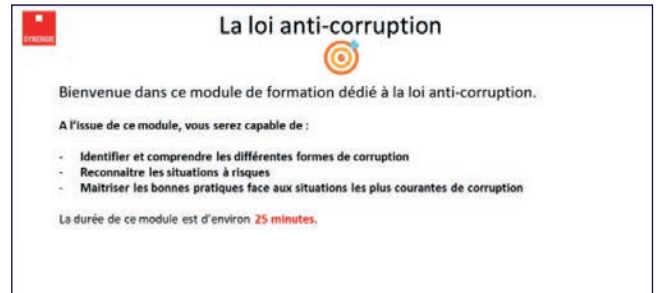 SYNERGIE
La loi anti-corruption
Bienvenue dans ce module de formation dédié à la loi anti-corruption.
A l'issue de ce module, vous serez capable de :
- Identifier et comprendre les différentes formes de corruption
- Reconnaitre les situations à risques
- Maitriser les bonnes pratiques face aux situations les plus courantes de corruption
La durée de ce module est d'environ 25 minutes.